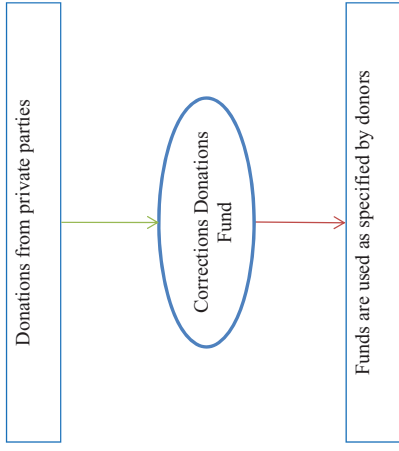 Donations from private parties
Corrections Donations
Fund
Funds are used as specified by donors